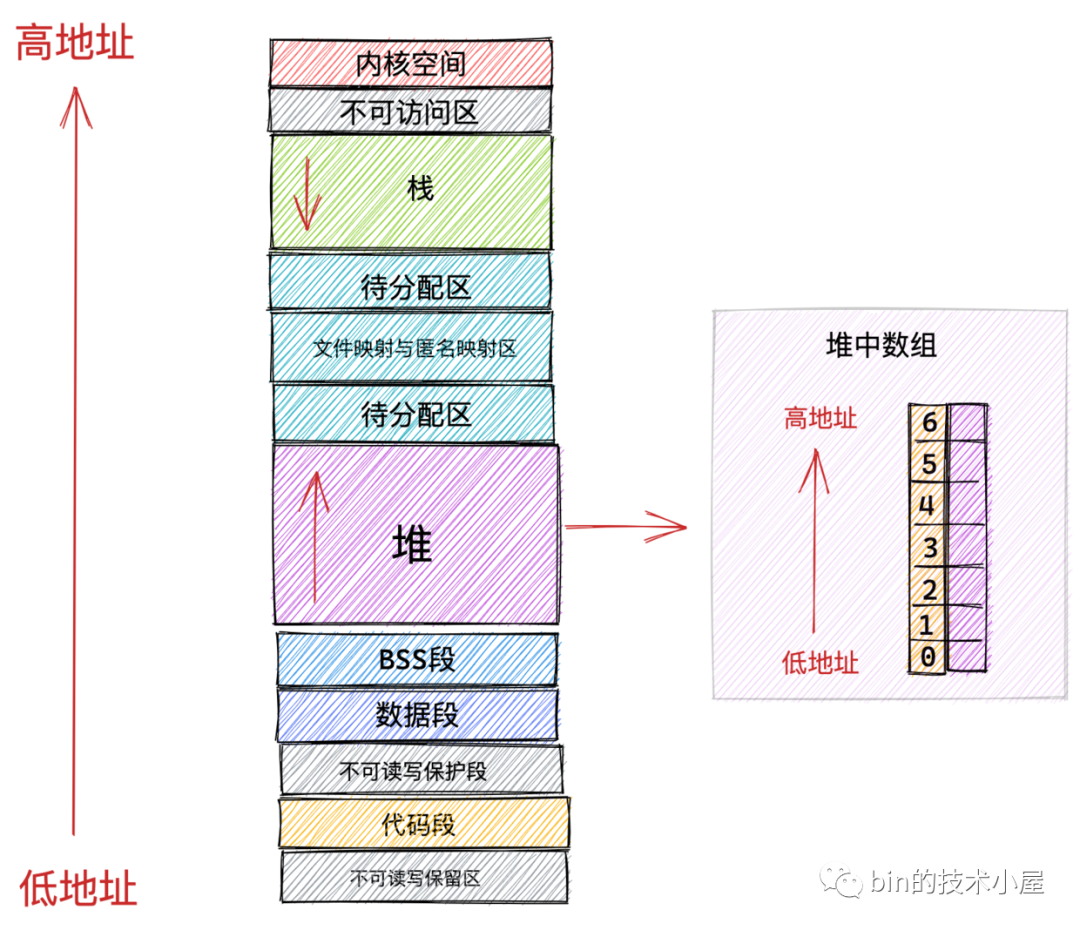 高地址
内核空间
不可访问区
栈
待分配区
文件映射与匿名映射区
待分配区
堆
BSS段
数据段
不可读写保护段
代码段
不可读写保留区
低地址
堆中数组
高地址
6
5
4
3
2
1
0
低地址
bin的技术小屋